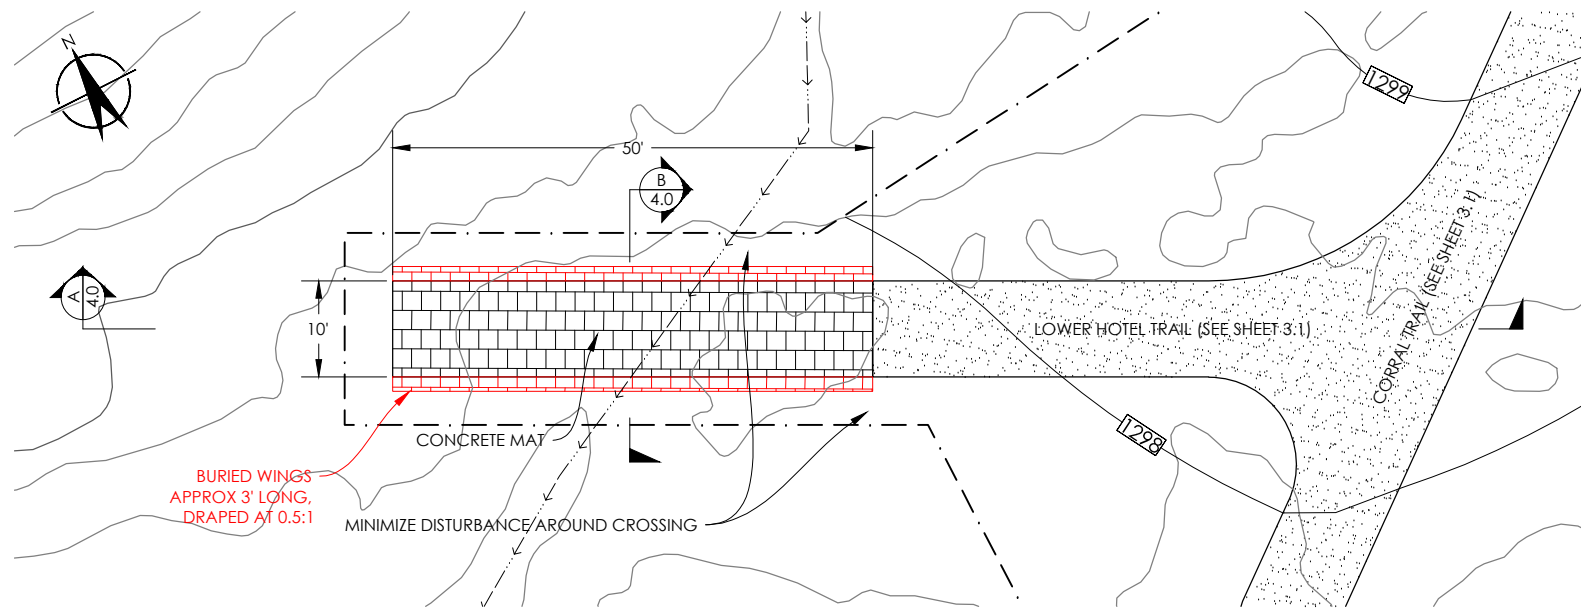 N
1299
50'
B
4.0
A
4.0
10'
LOWER HOTEL TRAIL (SEE SHEET 3.1)
CORRAL TRAIL (SEE SHEET 3.1)
CONCRETE MAT
1298
BURIED WINGS
APPROX 3' LONG,
DRAPED AT 0.5:1
MINIMIZE DISTURBANCE AROUND CROSSING